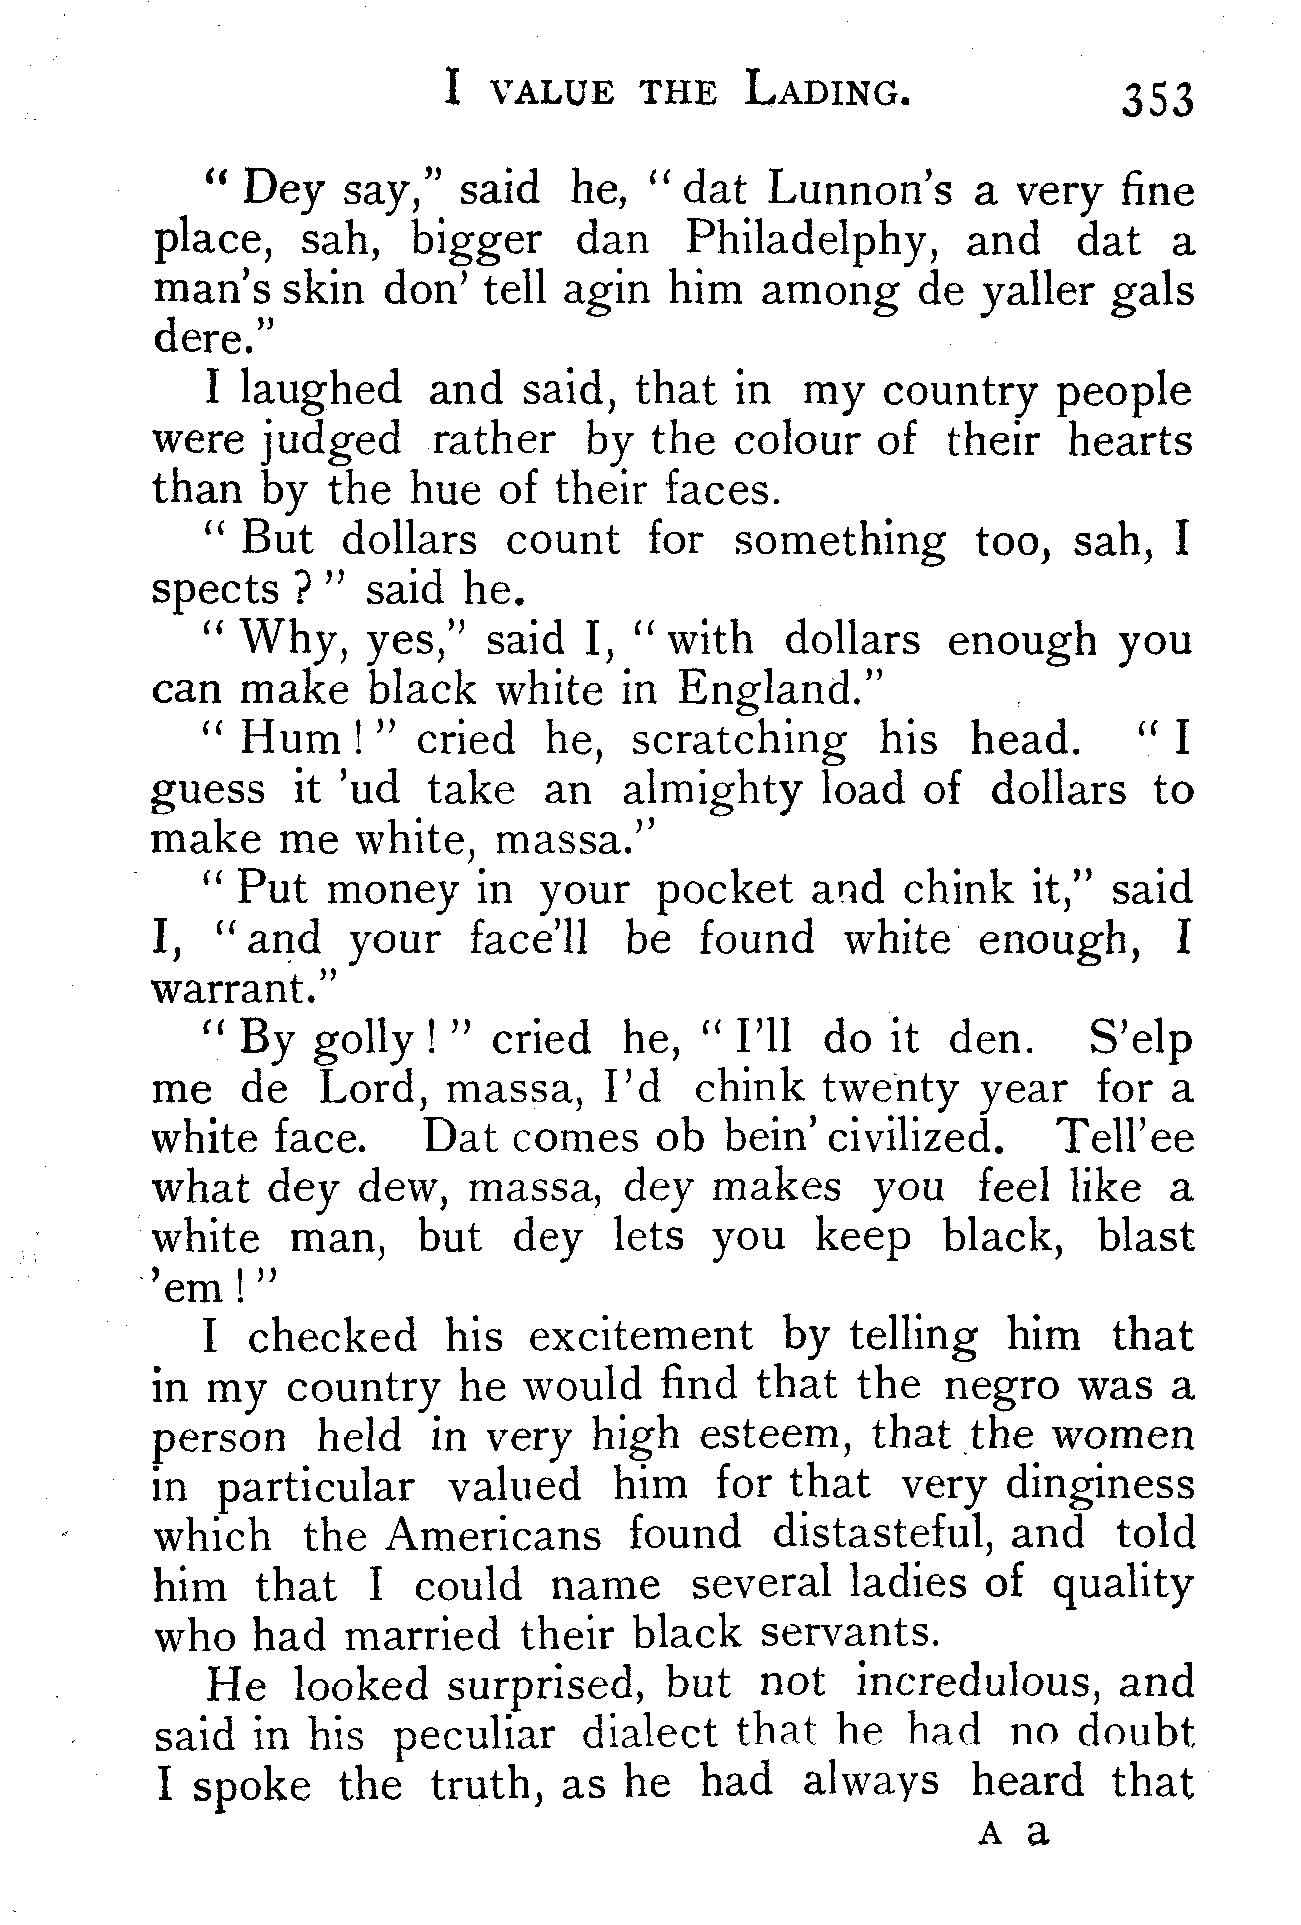 I VALUE THE LADING. 353
“ Dey say,” said he, “ dat Lunnon’s a very fine
place, sah, bigger dan Philadelphy, and dat a
man’s skin don’ tell agin him among de yaller gals
dere.”
I laughed and said, that in my country people
were judged rather by the colour of their hearts
than by the hue of their faces.
“ But dollars count for something too, sah, I
spects ? ” said he.
“ Why, yes,” said I, “ with dollars enough you
can make black white in England.”
“ Hum ! ” cried he, scratching his head. “ I
guess it ’ud take an almighty load of dollars to
make me white, massa.”
“ Put money in your pocket and chink it,” said
I, “ and your face’ll be found white enough, I
warrant.”
“ By golly ! ” cried he, “ I’ll do it den. S’elp
me de Lord, massa, I’d chink twenty year for a
white face. Dat comes ob bein’ civilized. Tell’ee
what dey dew, massa, dey makes you feel like a
white man, but dey lets you keep black, blast
’em ! ”
I checked his excitement by telling him that
in my country he would find that the negro was a
person held in very high esteem, that the women
in particular valued him for that very dinginess
which the Americans found distasteful, and told
him that I could name several ladies of quality
who had married their black servants.
He looked surprised, but not incredulous, and
said in his peculiar dialect that he had no doubt
I spoke the truth, as he had always heard that
A a